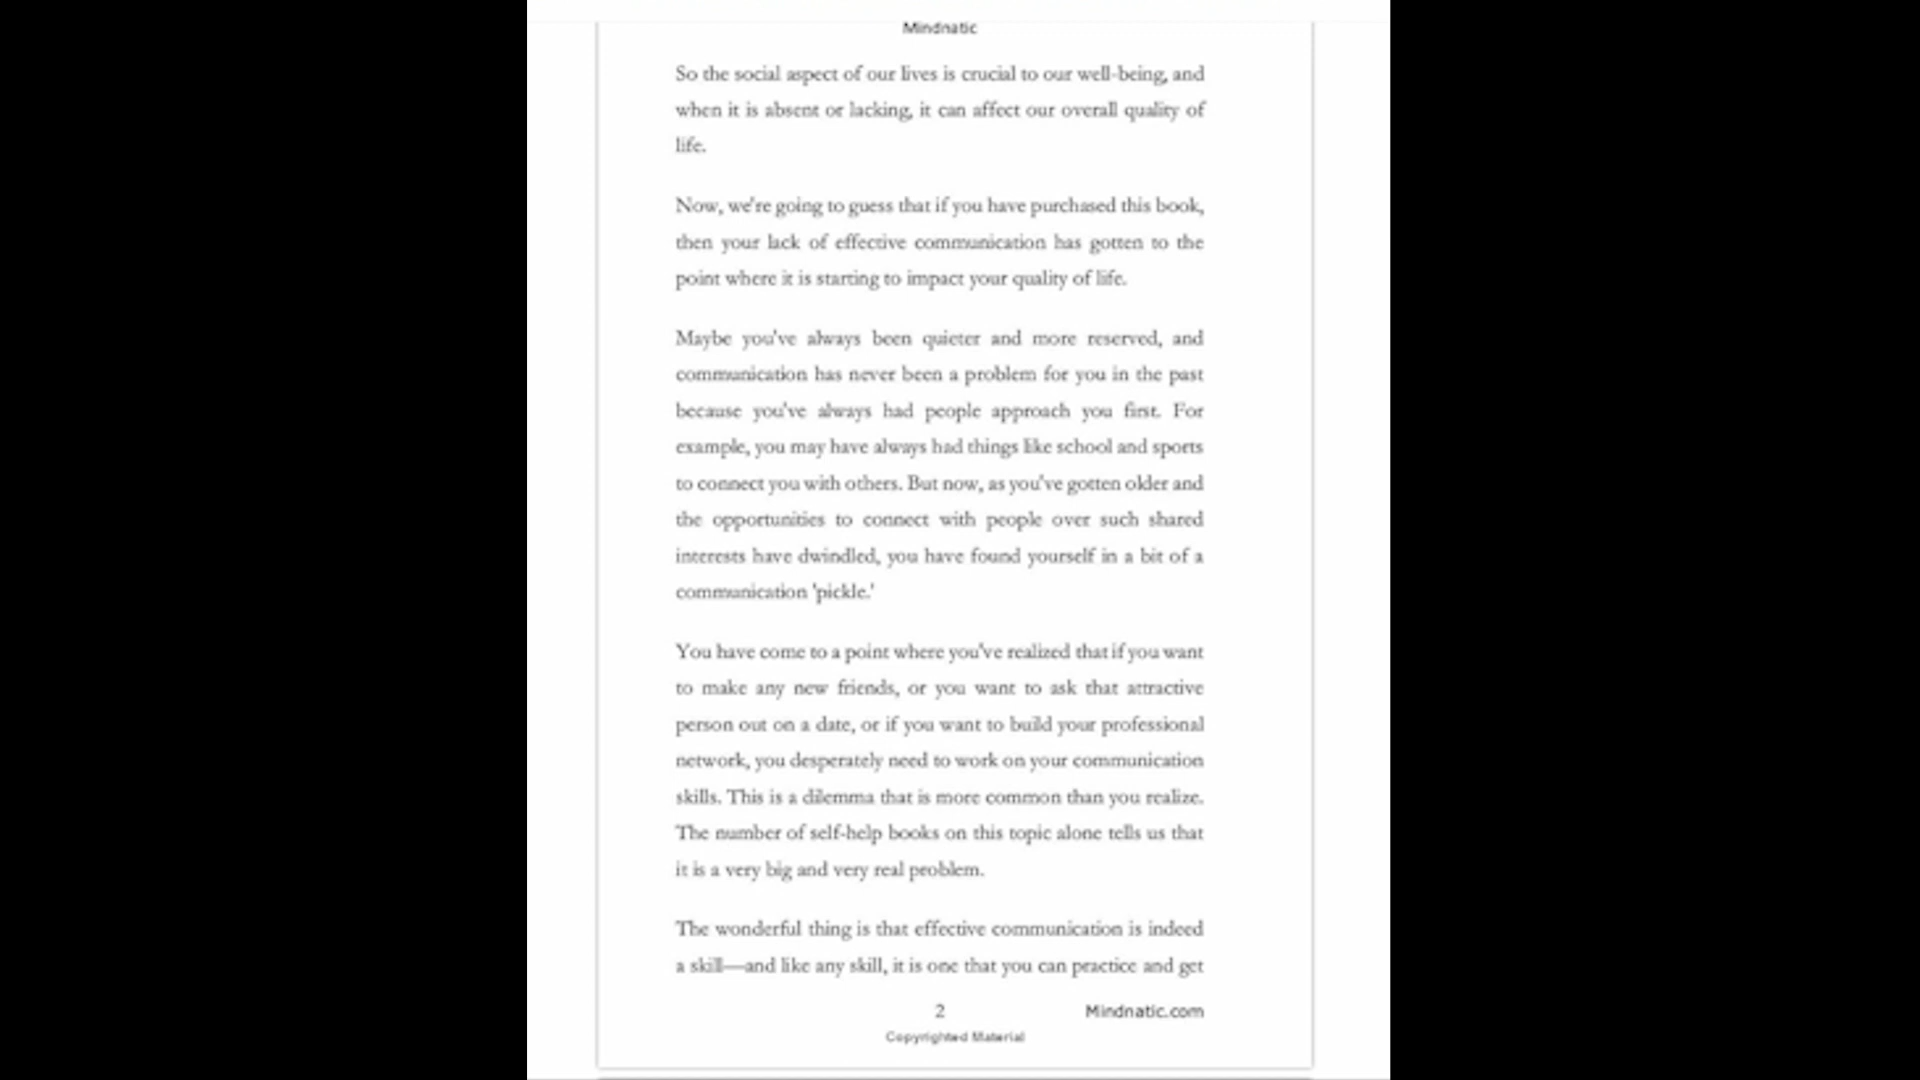 Mindnatic
So the social aspect of our lives is crucial to our well-being, and
when it is absent or lacking, it can affect our overall quality of
life.
Now, we're going to guess that if you have purchased this book,
then your lack of effective communication has gotten to the
point where it is starting to impact your quality of life.
Maybe you've always been quieter and more reserved, and
communication has never been a problem for you in the past
because you've always had people approach you first. For
example, you may have always had things like school and sports
to connect you with others. But now, as you've gotten older and
the opportunities to connect with people over such shared
interests have dwindled, you have found yourself in a bit of a
communication 'pickle.'
You have come to a point where you've realized that if you want
to make any new friends, or you want to ask that attractive
person out on a date, or if you want to build your professional
network, you desperately need to work on your communication
skills. This is a dilemma that is more common than you realize.
The number of self-help books on this topic alone tells us that
it is a very big and very real problem.
The wonderful thing is that effective communication is indeed
a skill—and like any skill, it is one that you can practice and get
2 Mindnatic.com
Copyrighted Material